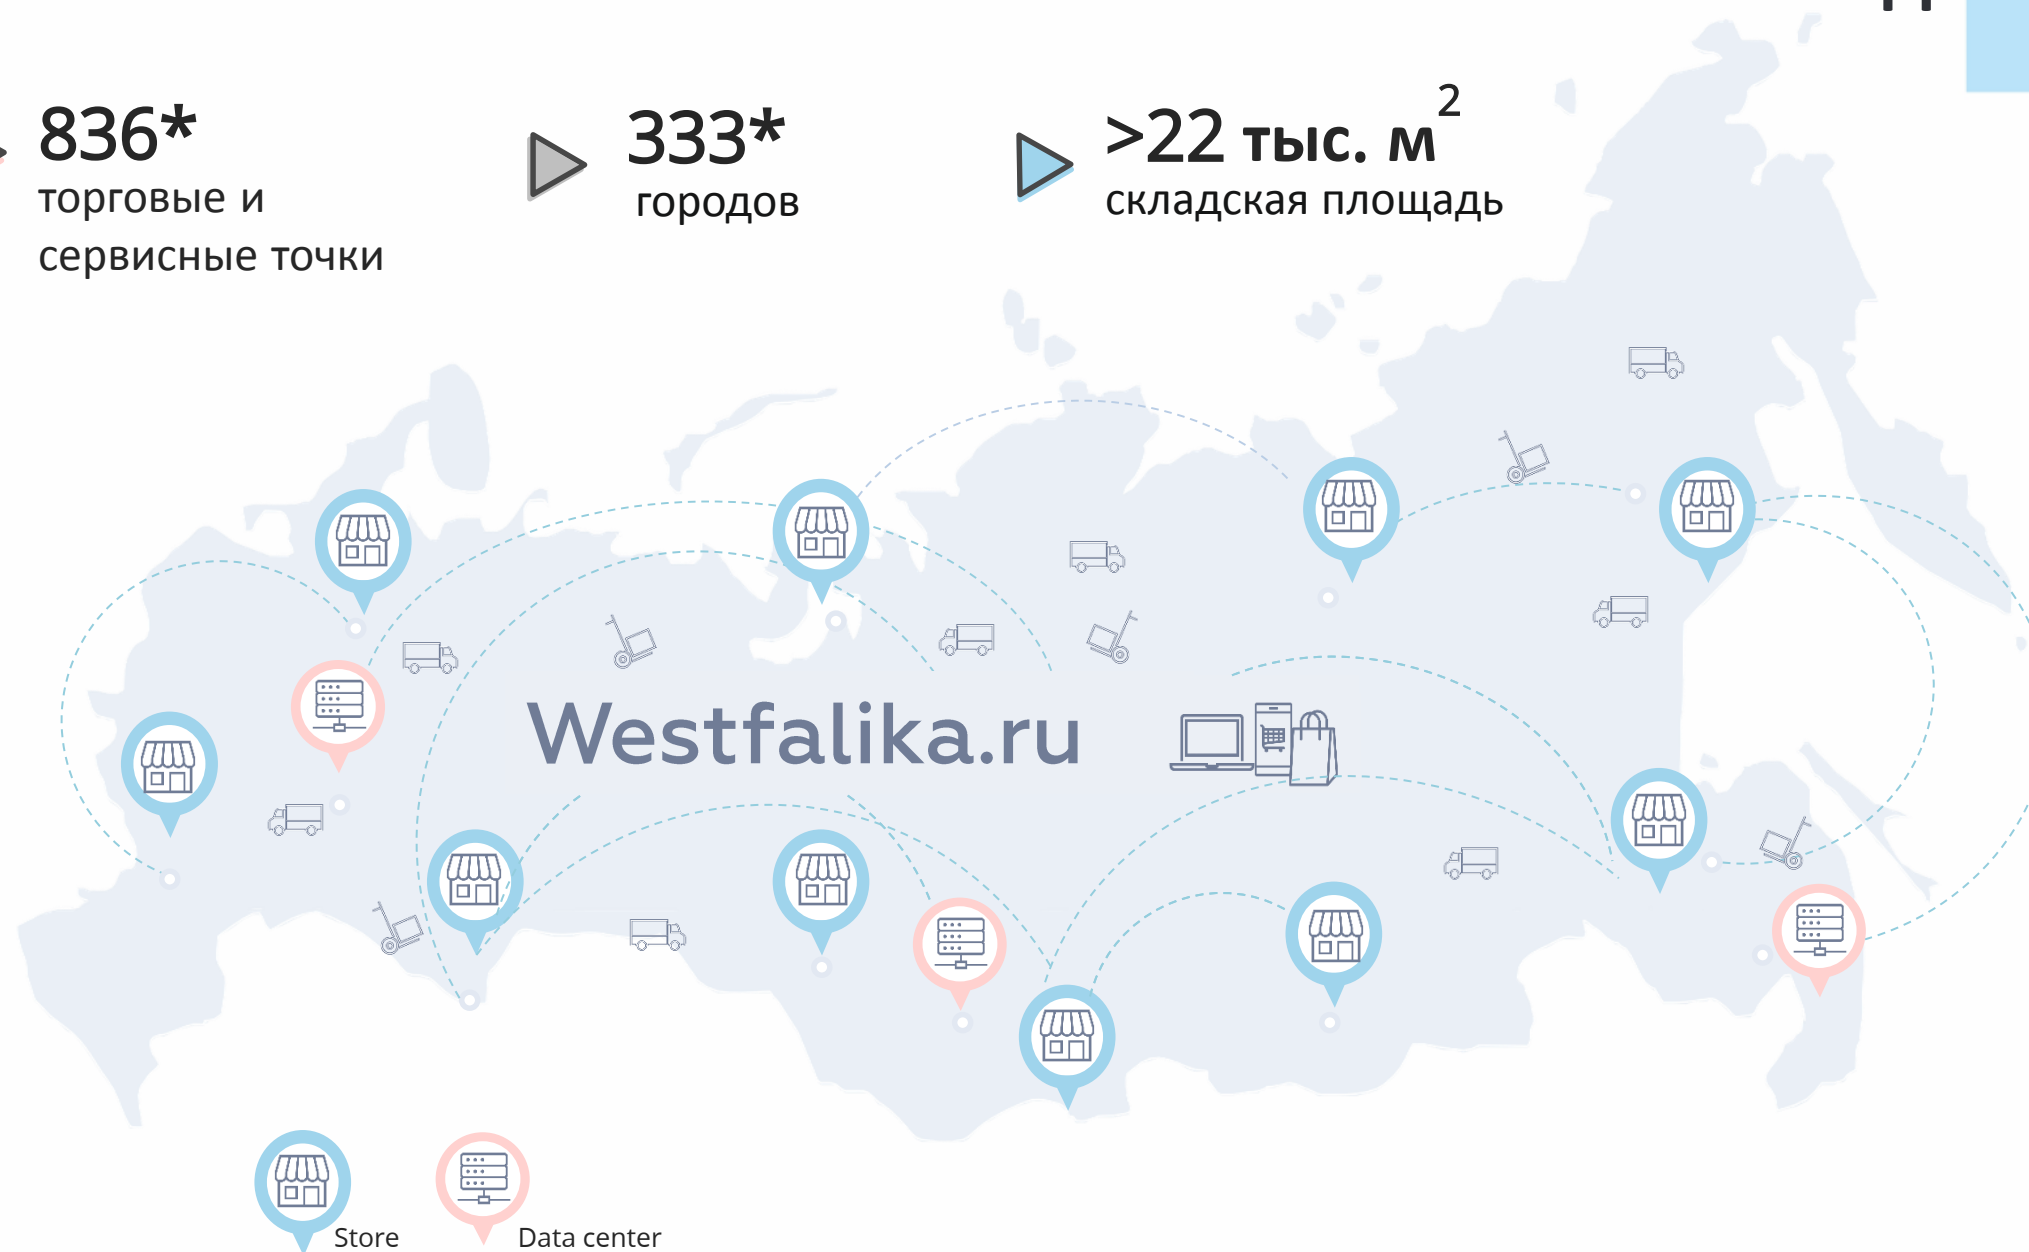 836*
торговые и
сервисные точки
333*
городов
>22 тыс. м²
складская площадь
Westfalika.ru
Store
Data center